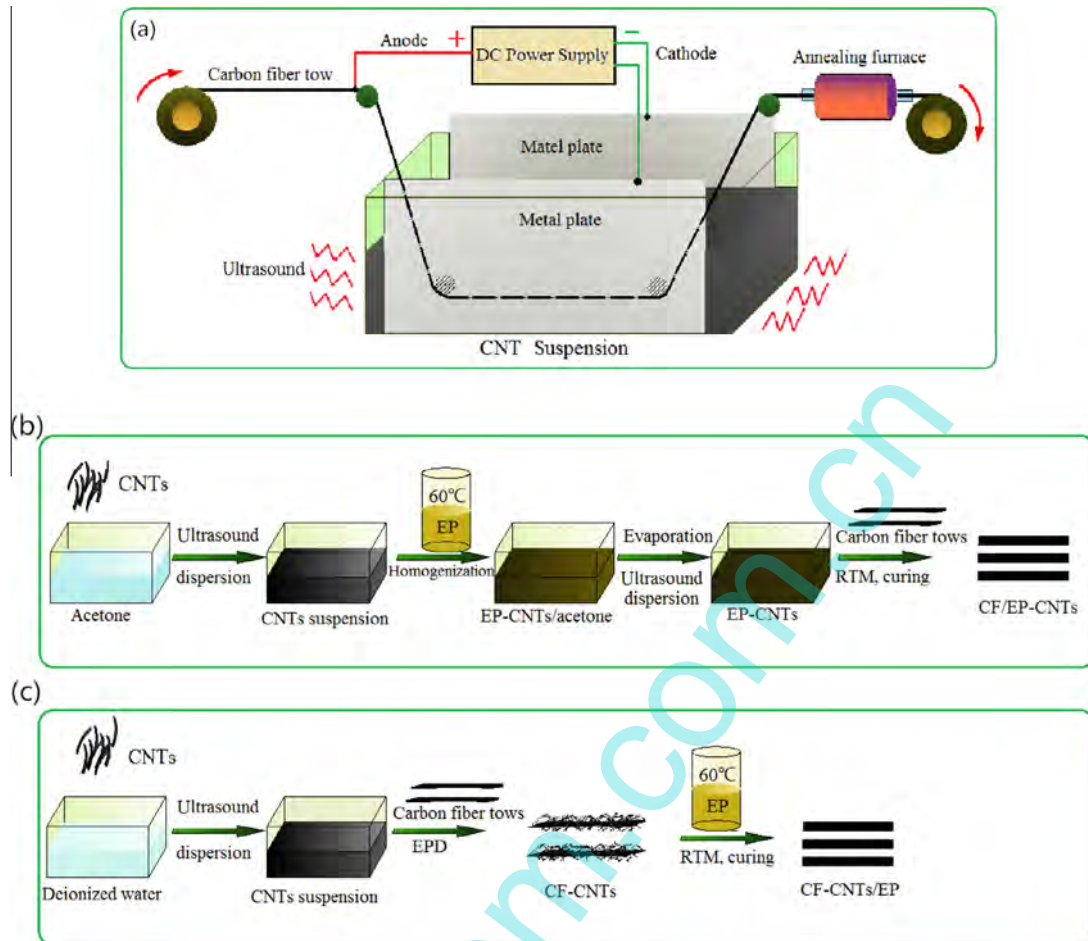 (a)
Anode + DC Power Supply − Cathode
Carbon fiber tow
Annealing furnace
Matel plate
Metal plate
Ultrasound
CNT Suspension
(b)
CNTs
Acetone
Ultrasound
dispersion
CNTs suspension
60℃
EP
Homogenization
EP-CNTs/acetone
Evaporation
Ultrasound
dispersion
EP-CNTs
Carbon fiber tows
RTM, curing
CF/EP-CNTs
(c)
CNTs
Deionized water
Ultrasound
dispersion
CNTs suspension
Carbon fiber tows
EPD
CF-CNTs
60℃
EP
RTM, curing
CF-CNTs/EP
om.com.cn